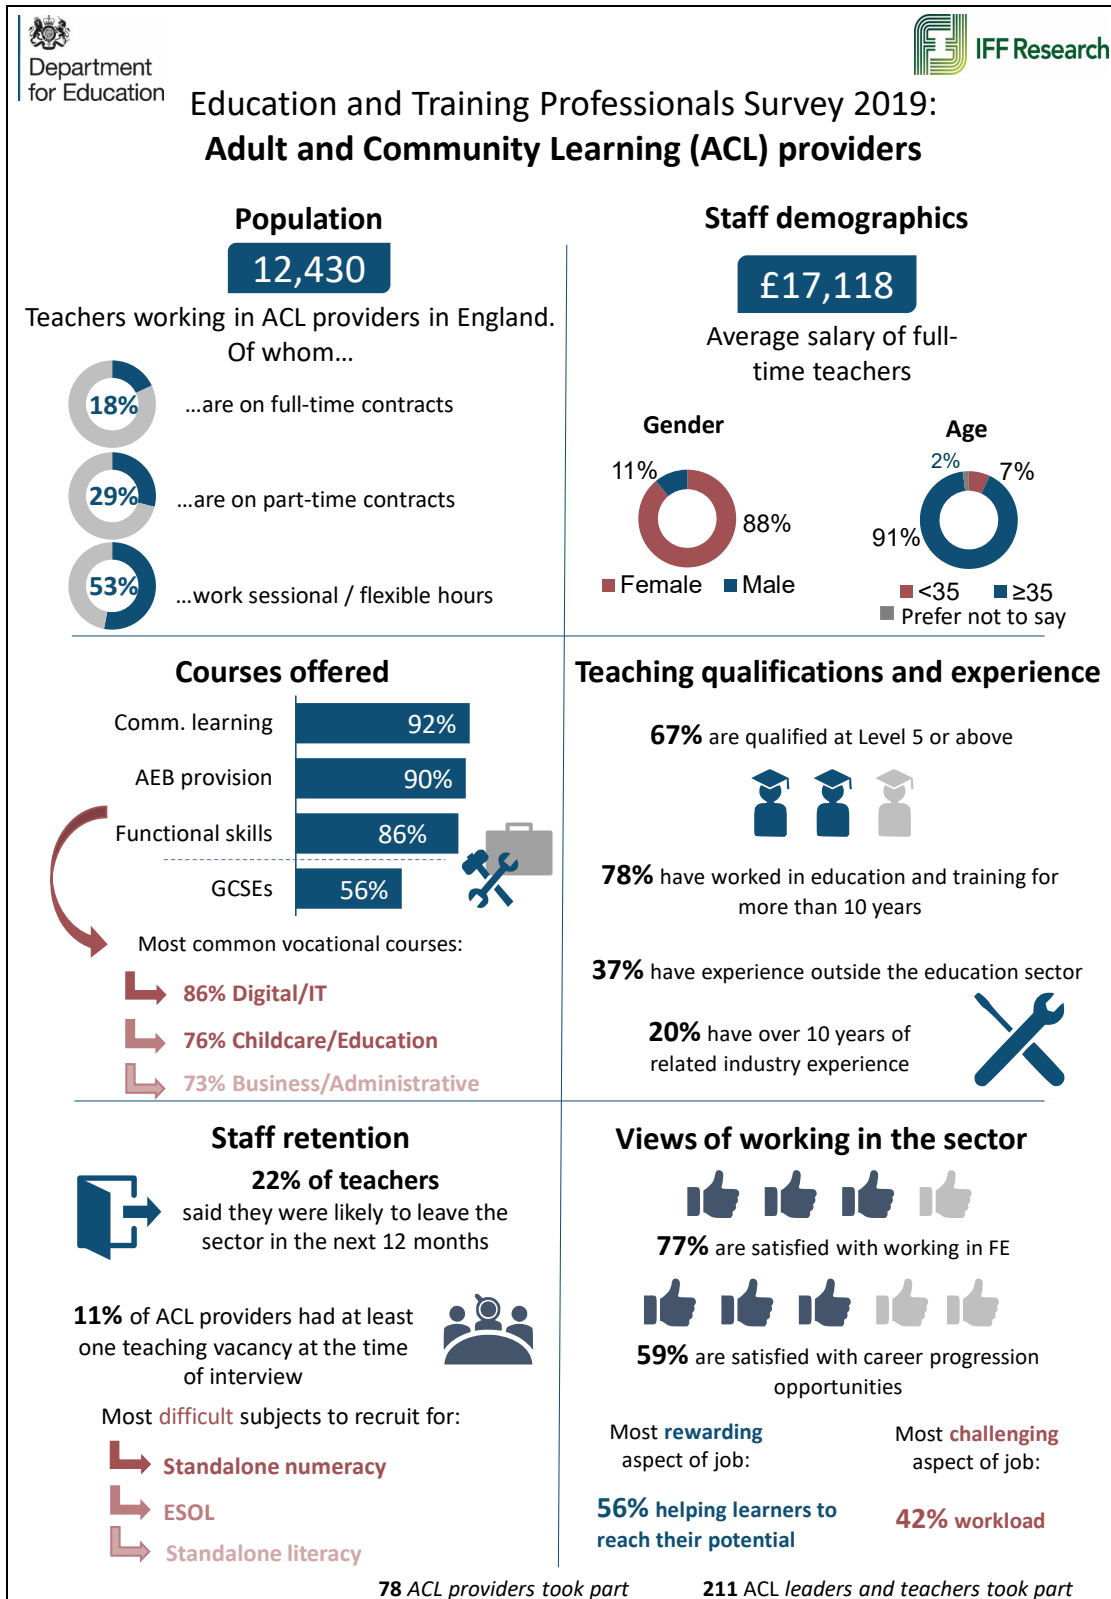 Department
for Education
IFF Research
Education and Training Professionals Survey 2019:
Adult and Community Learning (ACL) providers
Population
12,430
Teachers working in ACL providers in England.
Of whom...
18%
...are on full-time contracts
29%
...are on part-time contracts
53%
...work sessional / flexible hours
Staff demographics
£17,118
Average salary of full-
time teachers
Gender
11%
88%
Female
Male
Age
2%
7%
91%
<35
≥35
Prefer not to say
Courses offered
Comm. learning
92%
AEB provision
90%
Functional skills
86%
GCSEs
56%
Most common vocational courses:
86% Digital/IT
76% Childcare/Education
73% Business/Administrative
Teaching qualifications and experience
67% are qualified at Level 5 or above
78% have worked in education and training for
more than 10 years
37% have experience outside the education sector
20% have over 10 years of
related industry experience
Staff retention
22% of teachers
said they were likely to leave the
sector in the next 12 months
11% of ACL providers had at least
one teaching vacancy at the time
of interview
Most difficult subjects to recruit for:
Standalone numeracy
ESOL
Standalone literacy
Views of working in the sector
77% are satisfied with working in FE
59% are satisfied with career progression
opportunities
Most rewarding
aspect of job:
56% helping learners to
reach their potential
Most challenging
aspect of job:
42% workload
78 ACL providers took part
211 ACL leaders and teachers took part